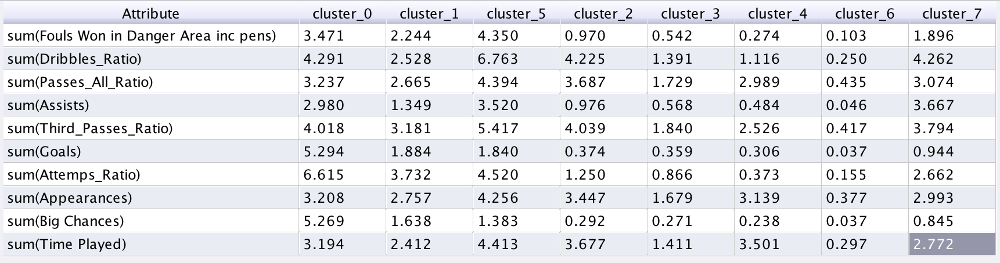 Attribute cluster_0 cluster_1 cluster_5 cluster_2 cluster_3 cluster_4 cluster_6 cluster_7
sum(Fouls Won in Danger Area inc pens) 3.471 2.244 4.350 0.970 0.542 0.274 0.103 1.896
sum(Dribbles_Ratio) 4.291 2.528 6.763 4.225 1.391 1.116 0.250 4.262
sum(Passes_All_Ratio) 3.237 2.665 4.394 3.687 1.729 2.989 0.435 3.074
sum(Assists) 2.980 1.349 3.520 0.976 0.568 0.484 0.046 3.667
sum(Third_Passes_Ratio) 4.018 3.181 5.417 4.039 1.840 2.526 0.417 3.794
sum(Goals) 5.294 1.884 1.840 0.374 0.359 0.306 0.037 0.944
sum(Attemps_Ratio) 6.615 3.732 4.520 1.250 0.866 0.373 0.155 2.662
sum(Appearances) 3.208 2.757 4.256 3.447 1.679 3.139 0.377 2.993
sum(Big Chances) 5.269 1.638 1.383 0.292 0.271 0.238 0.037 0.845
sum(Time Played) 3.194 2.412 4.413 3.677 1.411 3.501 0.297 2.772